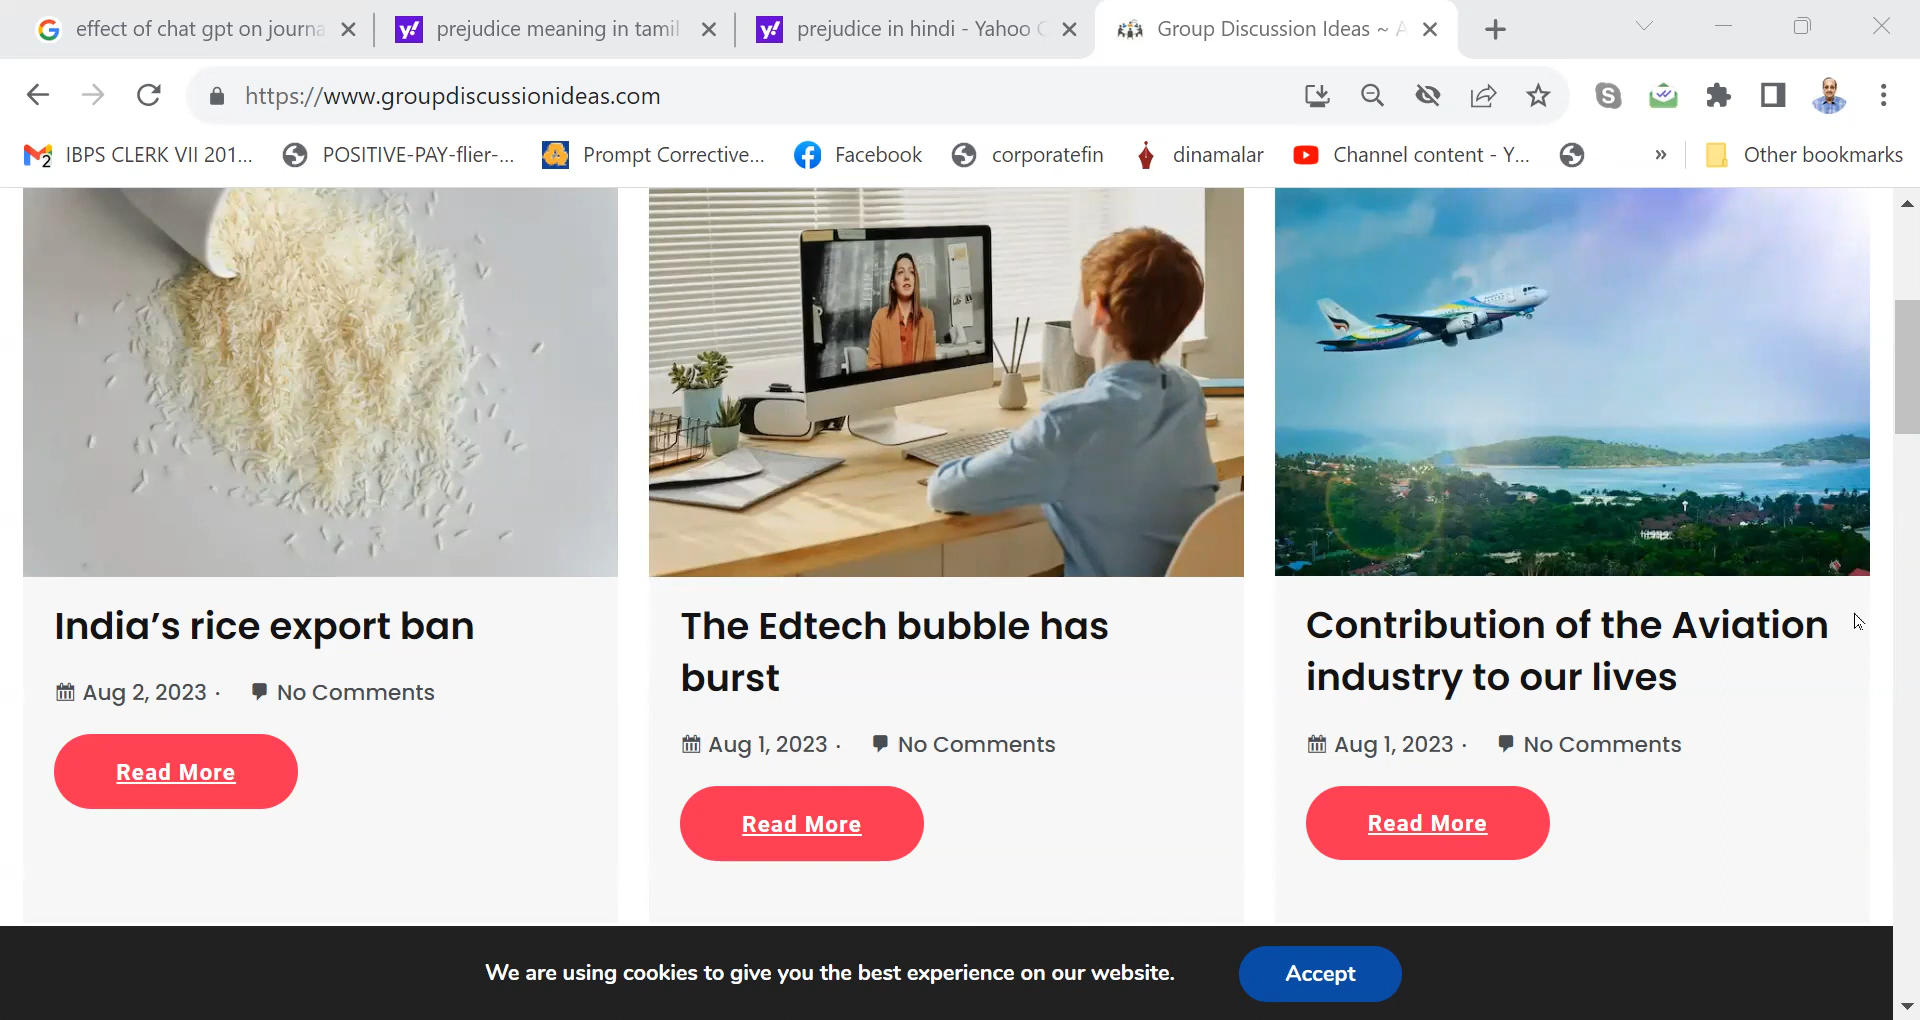 effect of chat gpt on journa
prejudice meaning in tamil
prejudice in hindi - Yahoo
Group Discussion Ideas ~ A
https://www.groupdiscussionideas.com
IBPS CLERK VII 201...
POSITIVE-PAY-flier-...
Prompt Corrective...
Facebook
corporatefin
dinamalar
Channel content - Y...
»
Other bookmarks
India’s rice export ban
Aug 2, 2023 ·
No Comments
Read More
The Edtech bubble has
burst
Aug 1, 2023 ·
No Comments
Read More
Contribution of the Aviation
industry to our lives
Aug 1, 2023 ·
No Comments
Read More
We are using cookies to give you the best experience on our website.
Accept